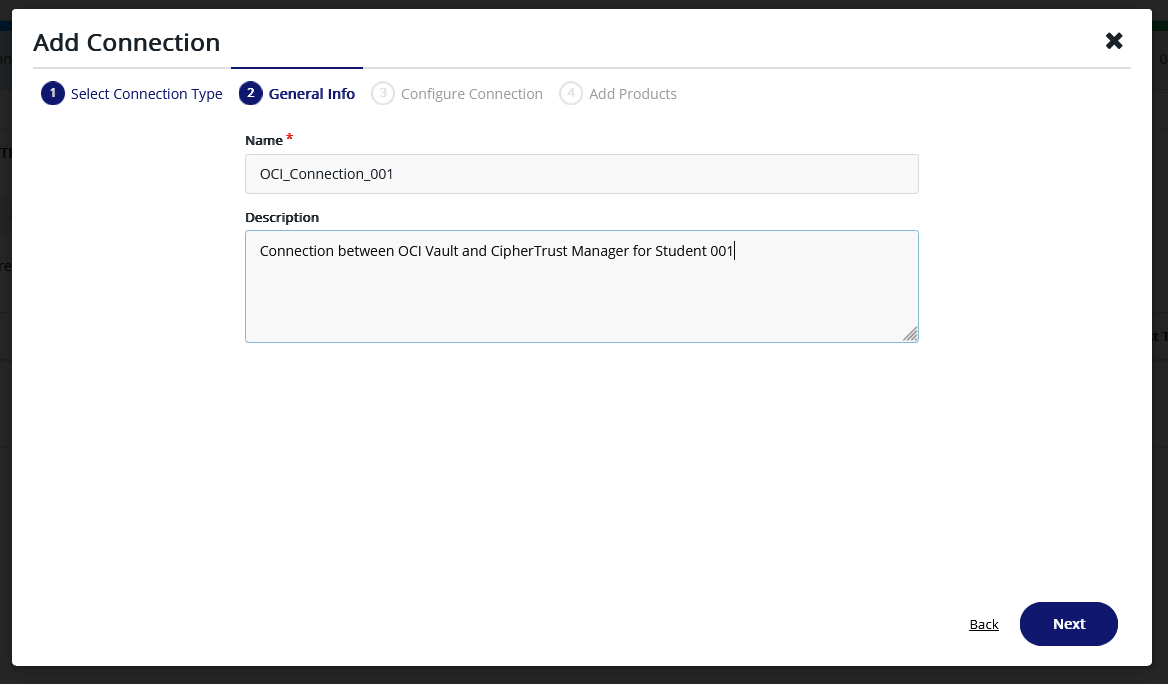 Add Connection
1 Select Connection Type 2 General Info 3 Configure Connection 4 Add Products
Name *
OCI_Connection_001
Description
Connection between OCI Vault and CipherTrust Manager for Student 001
Back Next